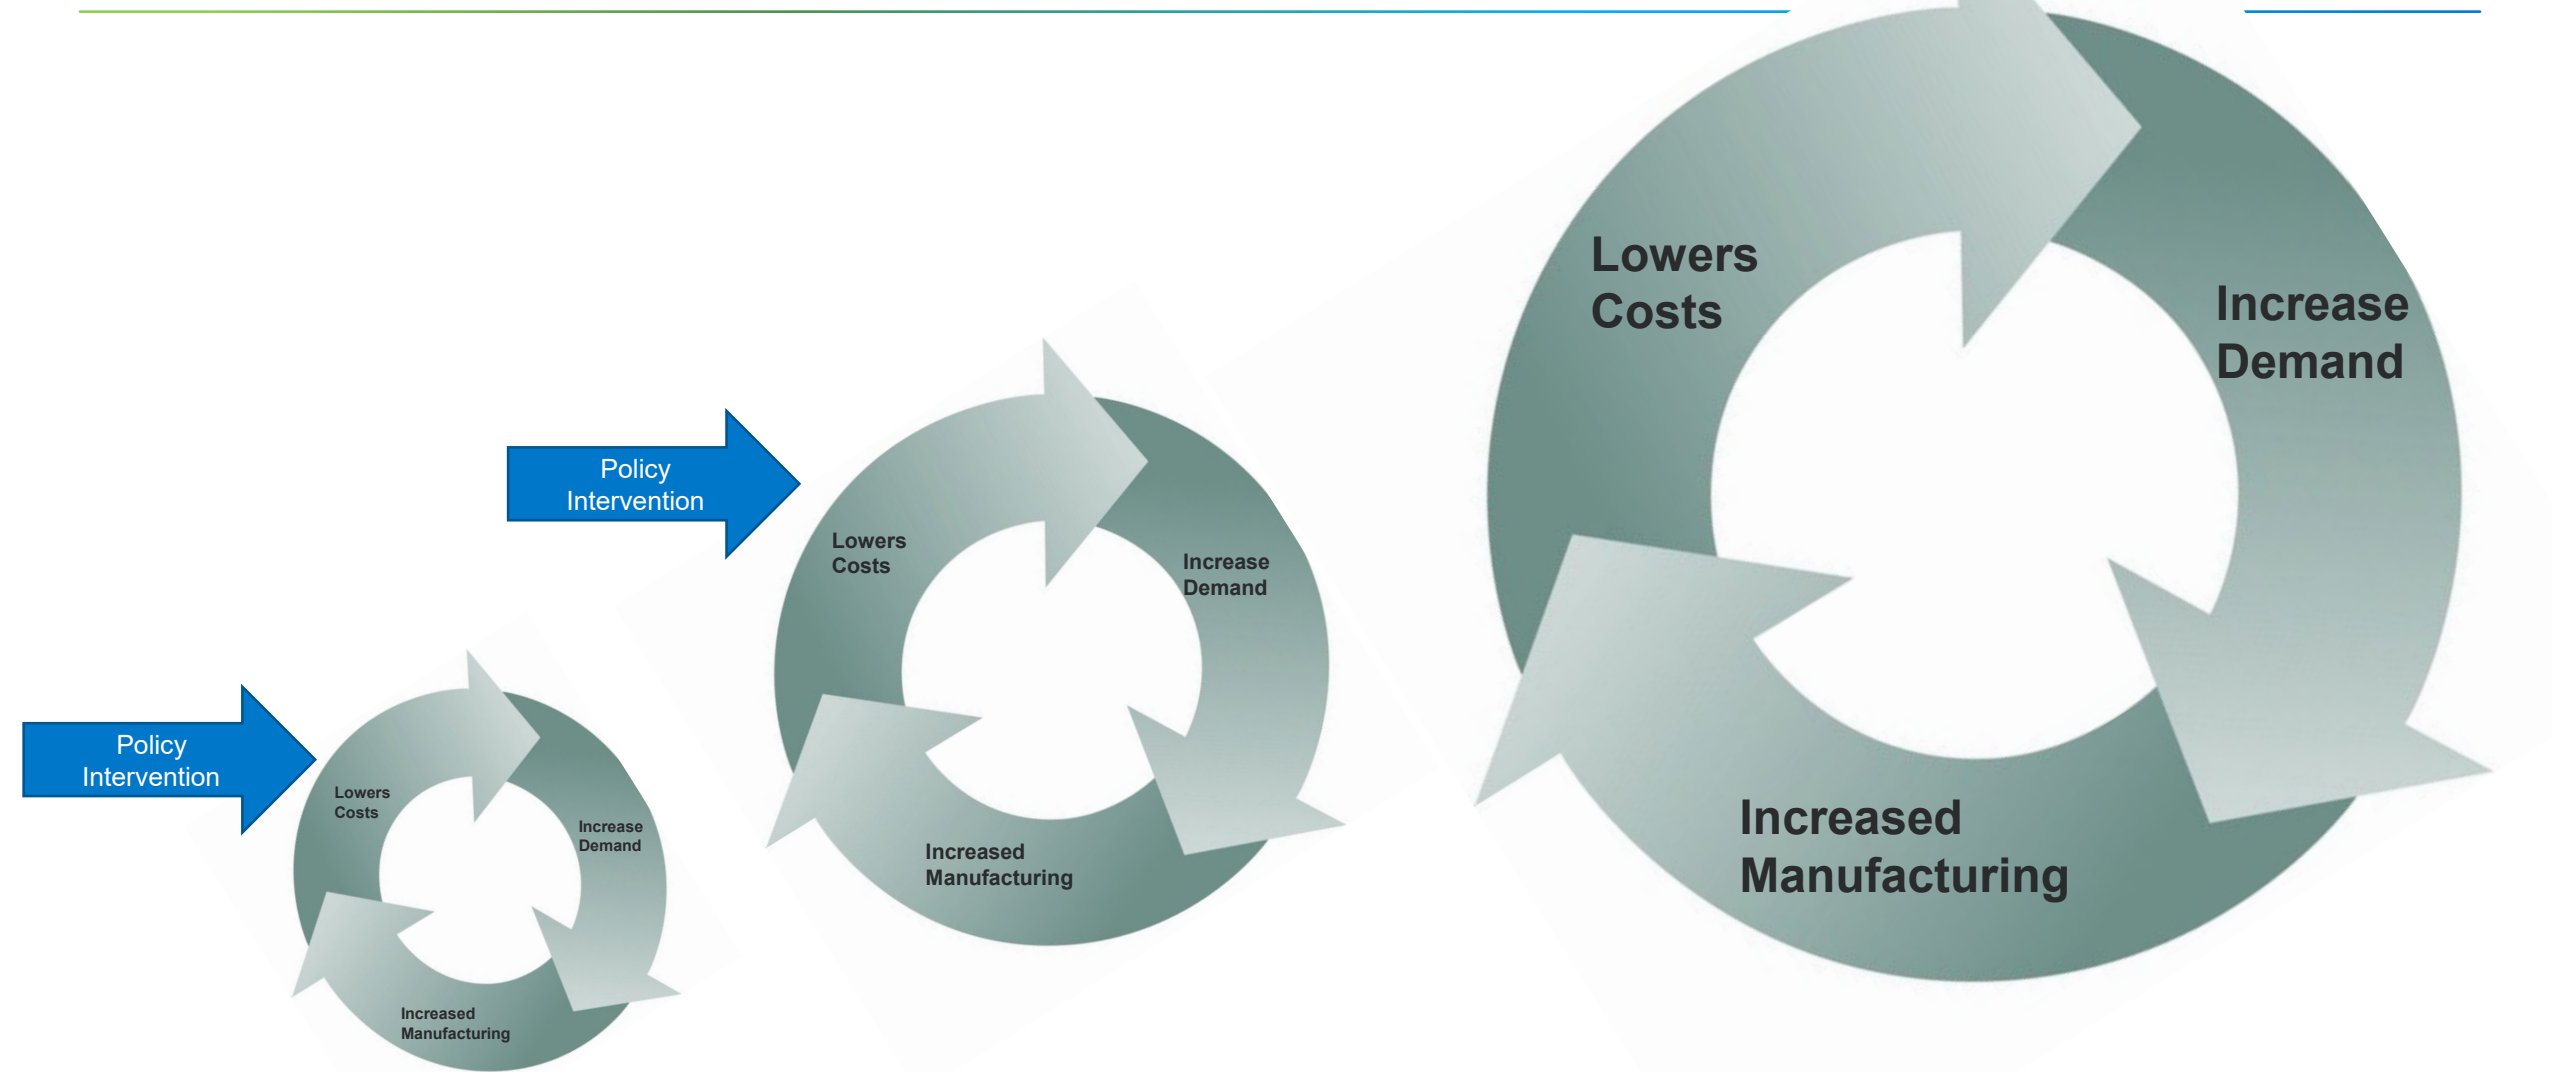 Policy
Intervention
Lowers
Costs
Increase
Demand
Increased
Manufacturing
Policy
Intervention
Lowers
Costs
Increase
Demand
Increased
Manufacturing
Lowers
Costs
Increase
Demand
Increased
Manufacturing